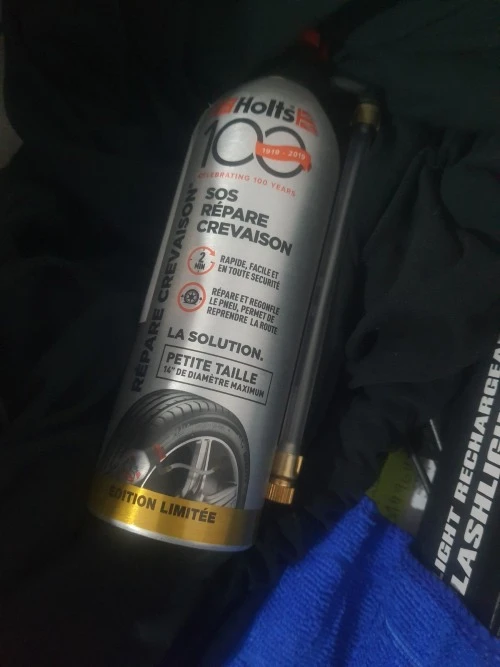 Holts
100
1919 - 2019
CELEBRATING 100 YEARS
SOS
RÉPARE
CREVAISON
RÉPARE CREVAISON*
2
MIN
RAPIDE, FACILE ET
EN TOUTE SÉCURITÉ
RÉPARE ET REGONFLE
LE PNEU, PERMET DE
REPRENDRE LA ROUTE
LA SOLUTION.
PETITE TAILLE
14" DE DIAMÈTRE MAXIMUM
ÉDITION LIMITÉE
IGHT RECHARGEA
LASHLIGH